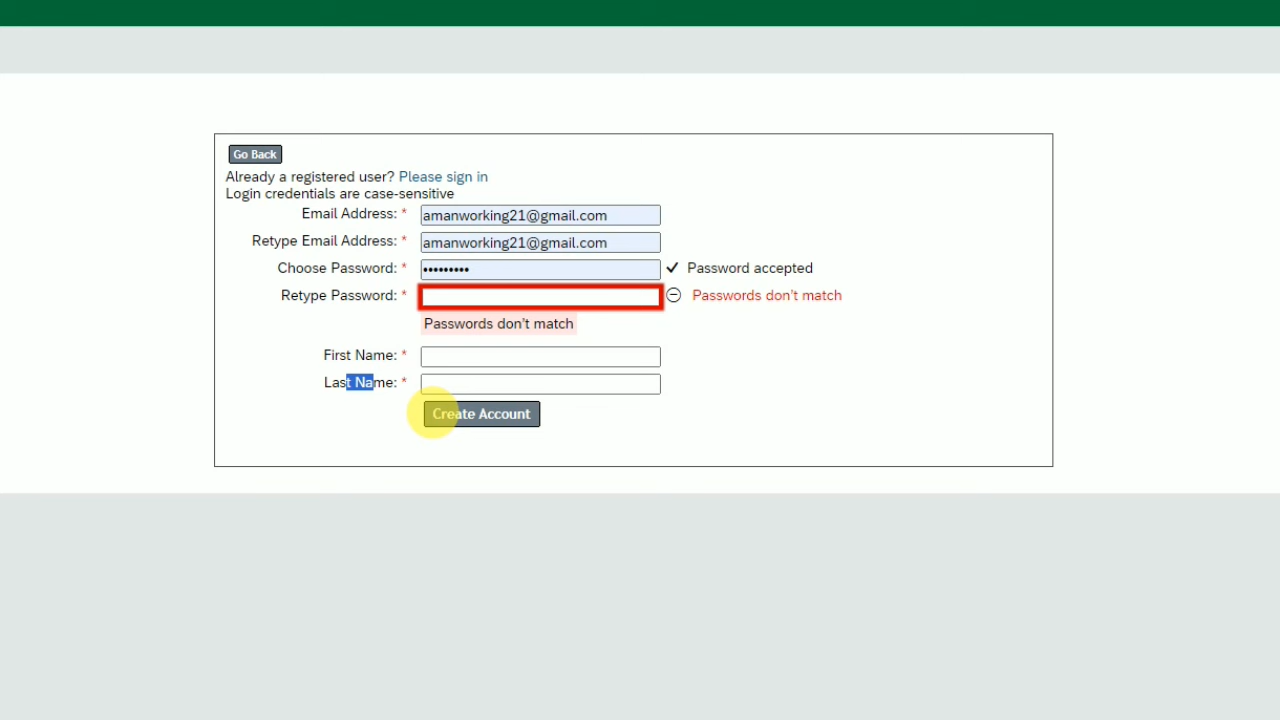 Go Back
Already a registered user? Please sign in
Login credentials are case-sensitive
Email Address: * amanworking21@gmail.com
Retype Email Address: * amanworking21@gmail.com
Choose Password: * ••••••••• ✓ Password accepted
Retype Password: * Passwords don't match
Passwords don't match
First Name: *
Last Name: *
Create Account